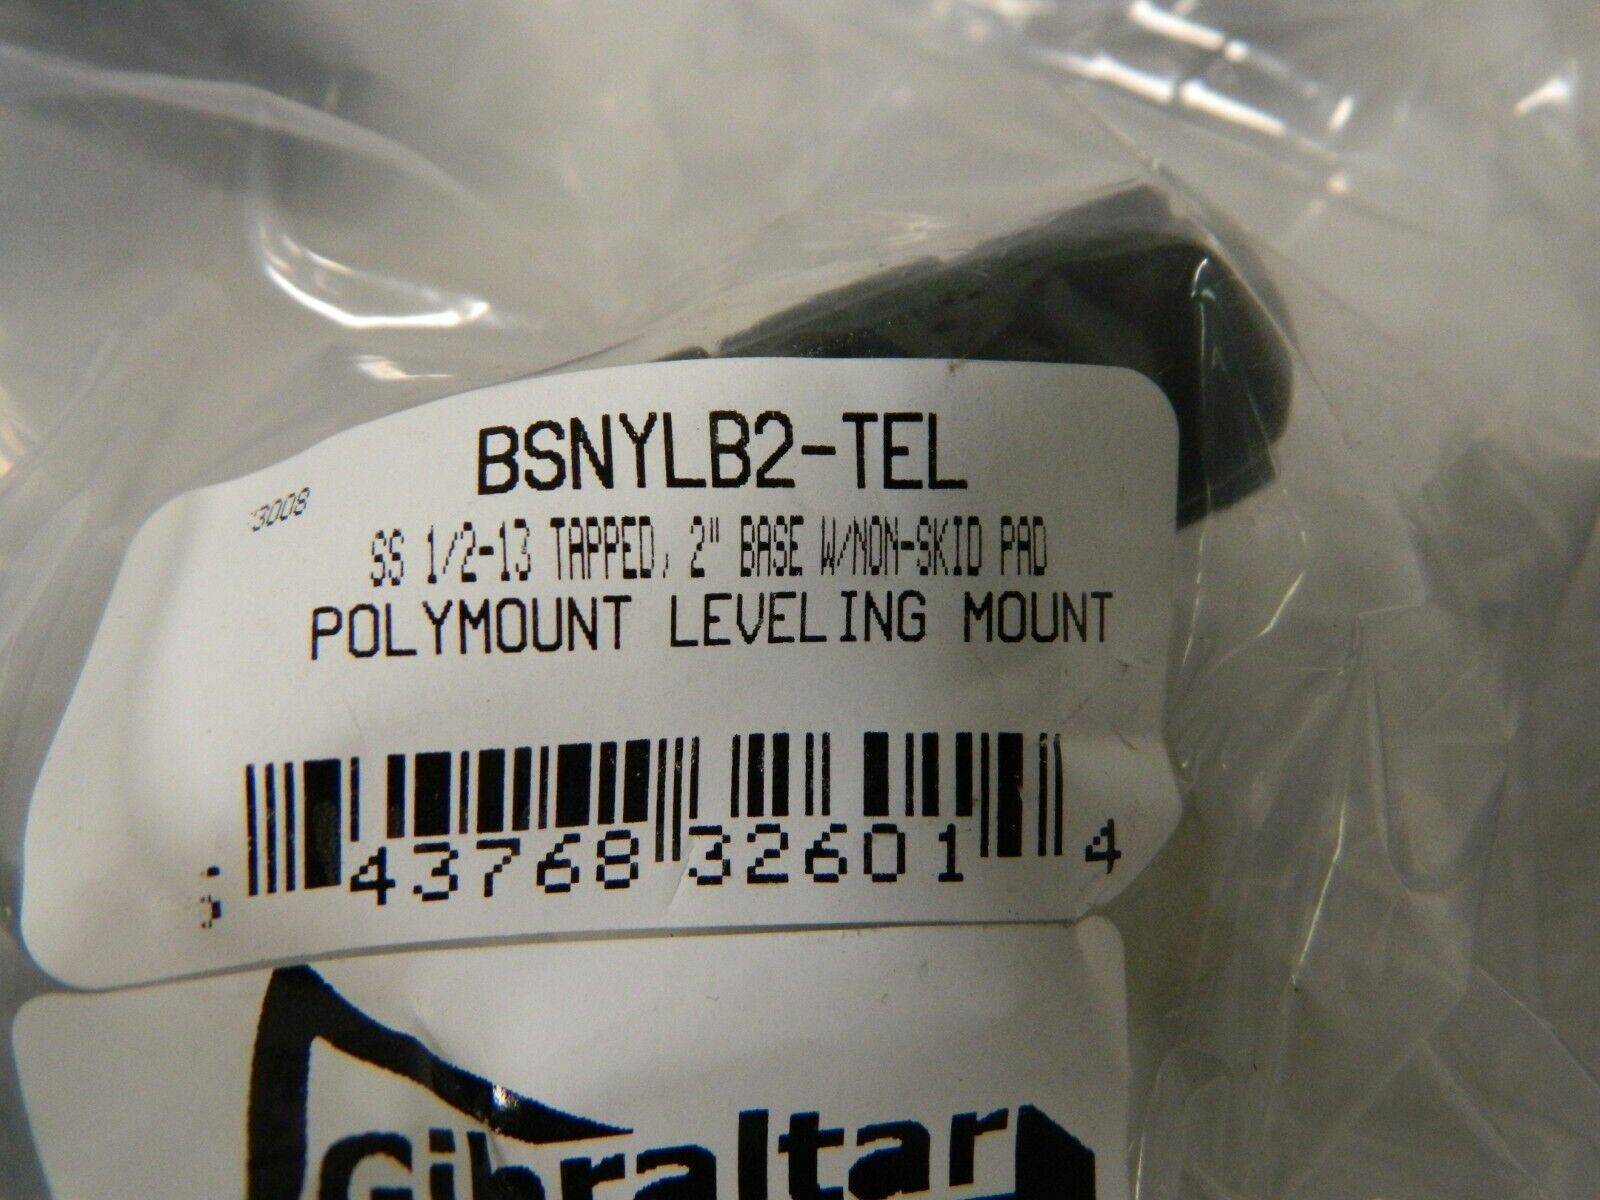 BSNYLB2-TEL
3008
SS 1/2-13 TAPPED, 2" BASE W/NON-SKID PAD
POLYMOUNT LEVELING MOUNT
43768 32601 4
Gibraltar